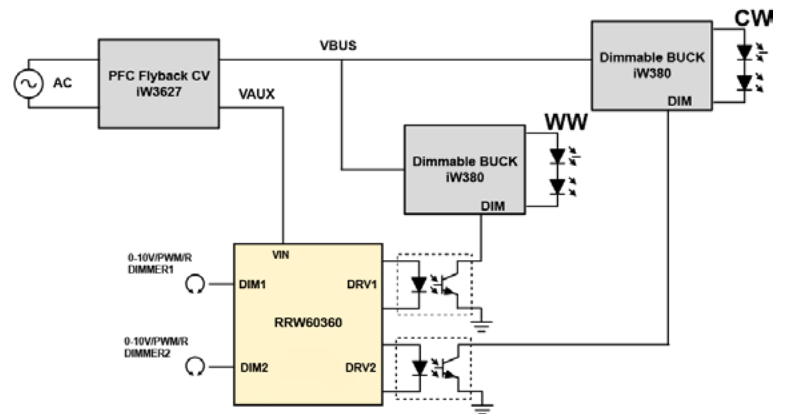 CW
PFC Flyback CV
iW3627
AC
VBUS
VAUX
Dimmable BUCK
iW380
DIM
WW
Dimmable BUCK
iW380
DIM
0-10V/PWM/R
DIMMER1
VIN
DIM1
DRV1
RRW60360
0-10V/PWM/R
DIMMER2
DIM2
DRV2